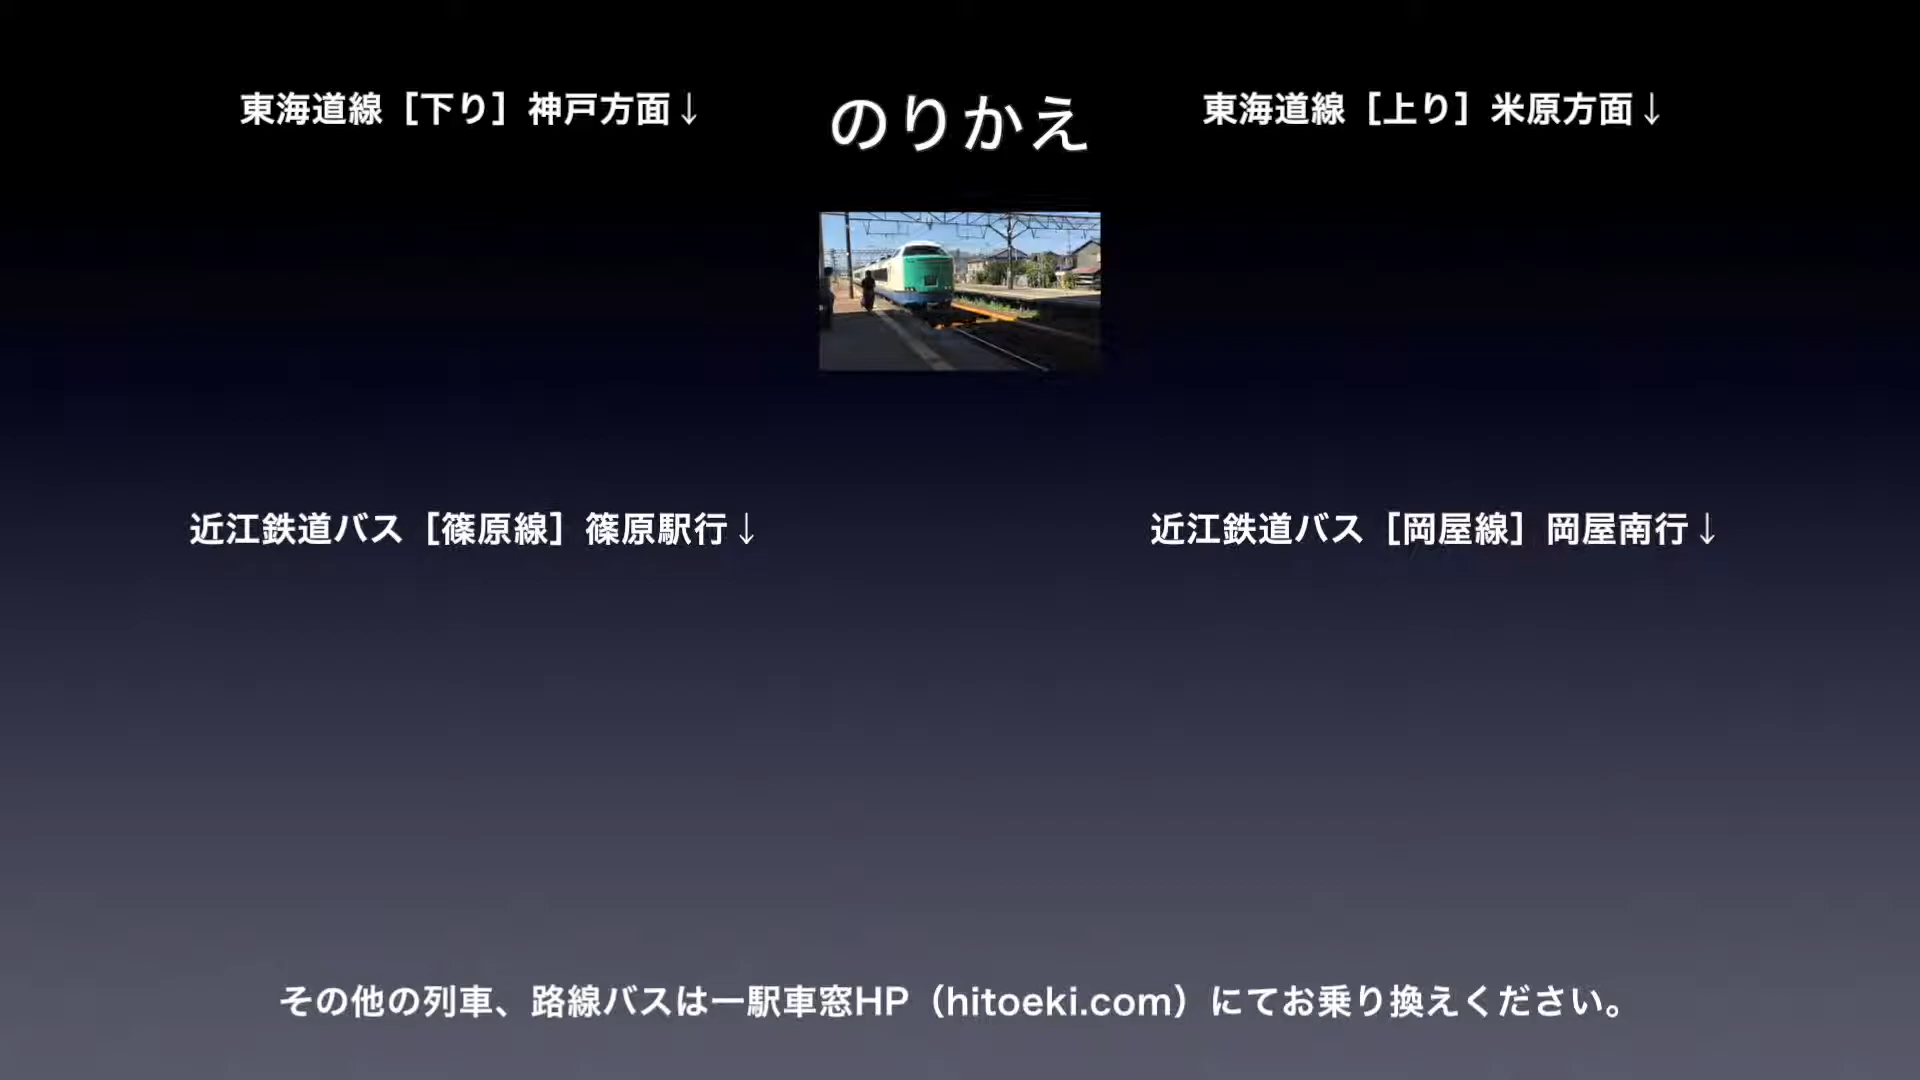 東海道線［下り］神戸方面↓
のりかえ
東海道線［上り］米原方面↓
近江鉄道バス［篠原線］篠原駅行↓
近江鉄道バス［岡屋線］岡屋南行↓
その他の列車、路線バスは一駅車窓HP（hitoeki.com）にてお乗り換えください。